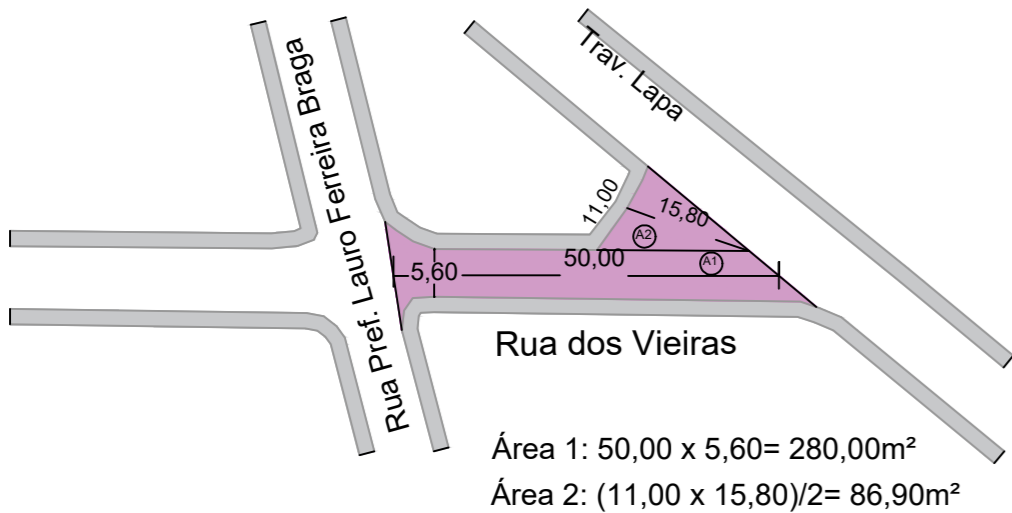 Trav. Lapa
Rua Pref. Lauro Ferreira Braga
11,00
15,80
A2
50,00
A1
5,60
Rua dos Vieiras
Área 1: 50,00 x 5,60= 280,00m²
Área 2: (11,00 x 15,80)/2= 86,90m²